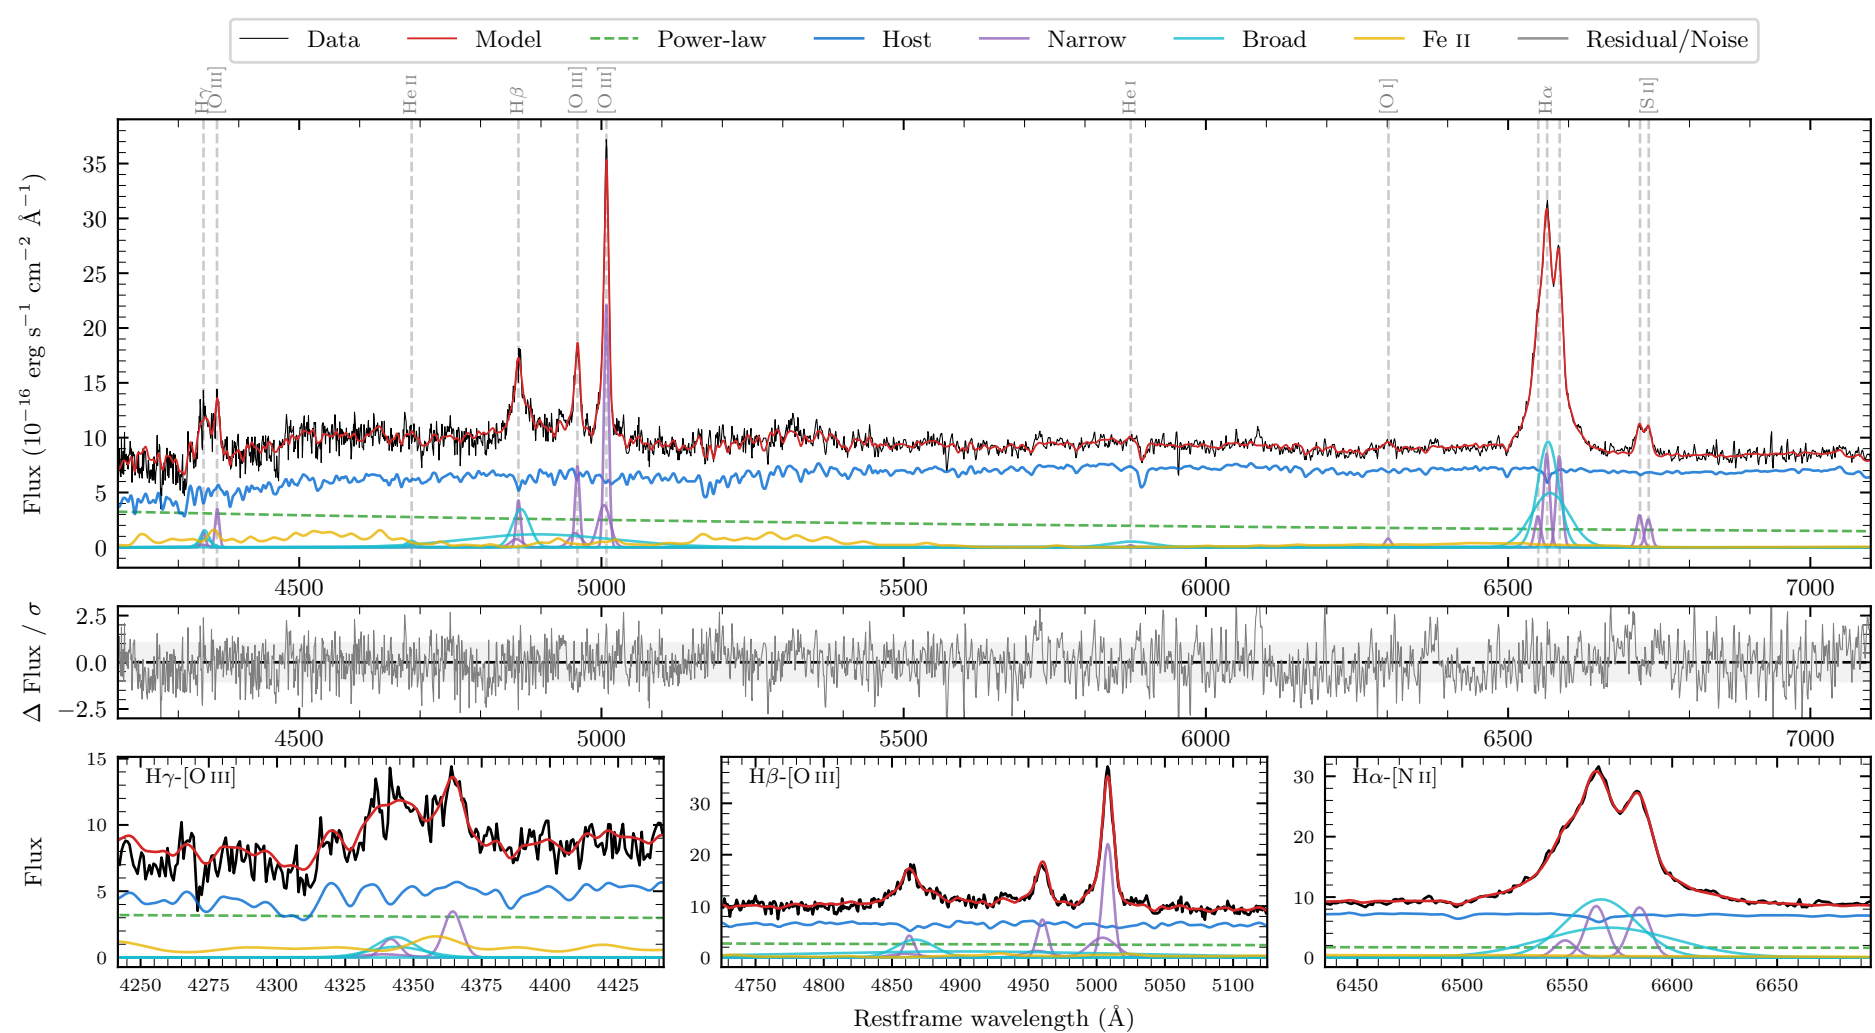 Data Model Power-law Host Narrow Broad Fe II Residual/Noise
Hγ [O III] He II Hβ [O III] [O III] He I [O I] Hα [S II]
Flux (10⁻¹⁶ erg s⁻¹ cm⁻² Å⁻¹)
35
30
25
20
15
10
5
0
4500 5000 5500 6000 6500 7000
Δ Flux / σ
2.5
0.0
−2.5
4500 5000 5500 6000 6500 7000
Flux
Hγ-[O III]
15
10
5
0
4250 4275 4300 4325 4350 4375 4400 4425
Hβ-[O III]
30
20
10
0
4750 4800 4850 4900 4950 5000 5050 5100
Hα-[N II]
30
20
10
0
6450 6500 6550 6600 6650
Restframe wavelength (Å)